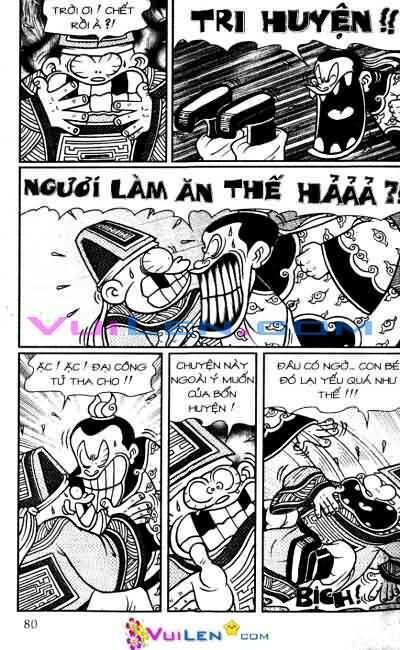 TRỜI ƠI! CHẾT
RỒI À?!
TRI HUYỆN!!
NGƯƠI LÀM ĂN THẾ HẢẢẢ?!
VuiLen.com
ẶC! ẶC! ĐẠI CÔNG
TỬ THA CHO!!
CHUYỆN NÀY
NGOÀI Ý MUỐN
CỦA BỔN
HUYỆN!
ĐÂU CÓ NGỜ... CON BÉ
ĐÓ LẠI YẾU QUÁ NHƯ
THẾ!!!
BỊCH!
80
VuiLen.com